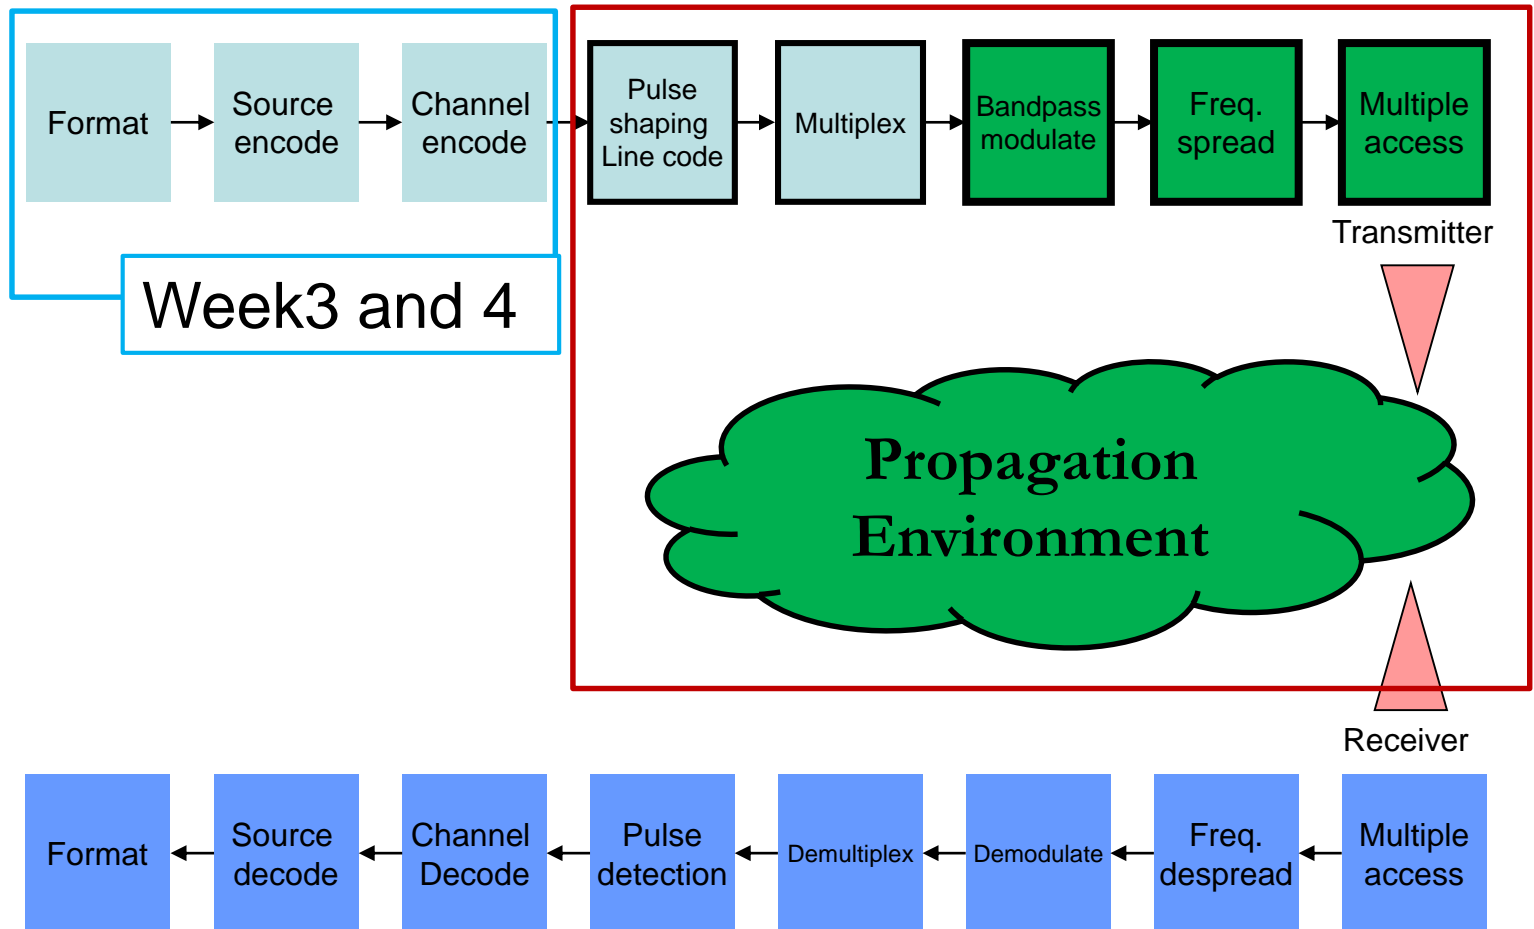 Format
Source
encode
Channel
encode
Pulse
shaping
Line code
Multiplex
Bandpass
modulate
Freq.
spread
Multiple
access
Transmitter
Week3 and 4
Propagation
Environment
Receiver
Format
Source
decode
Channel
Decode
Pulse
detection
Demultiplex
Demodulate
Freq.
despread
Multiple
access